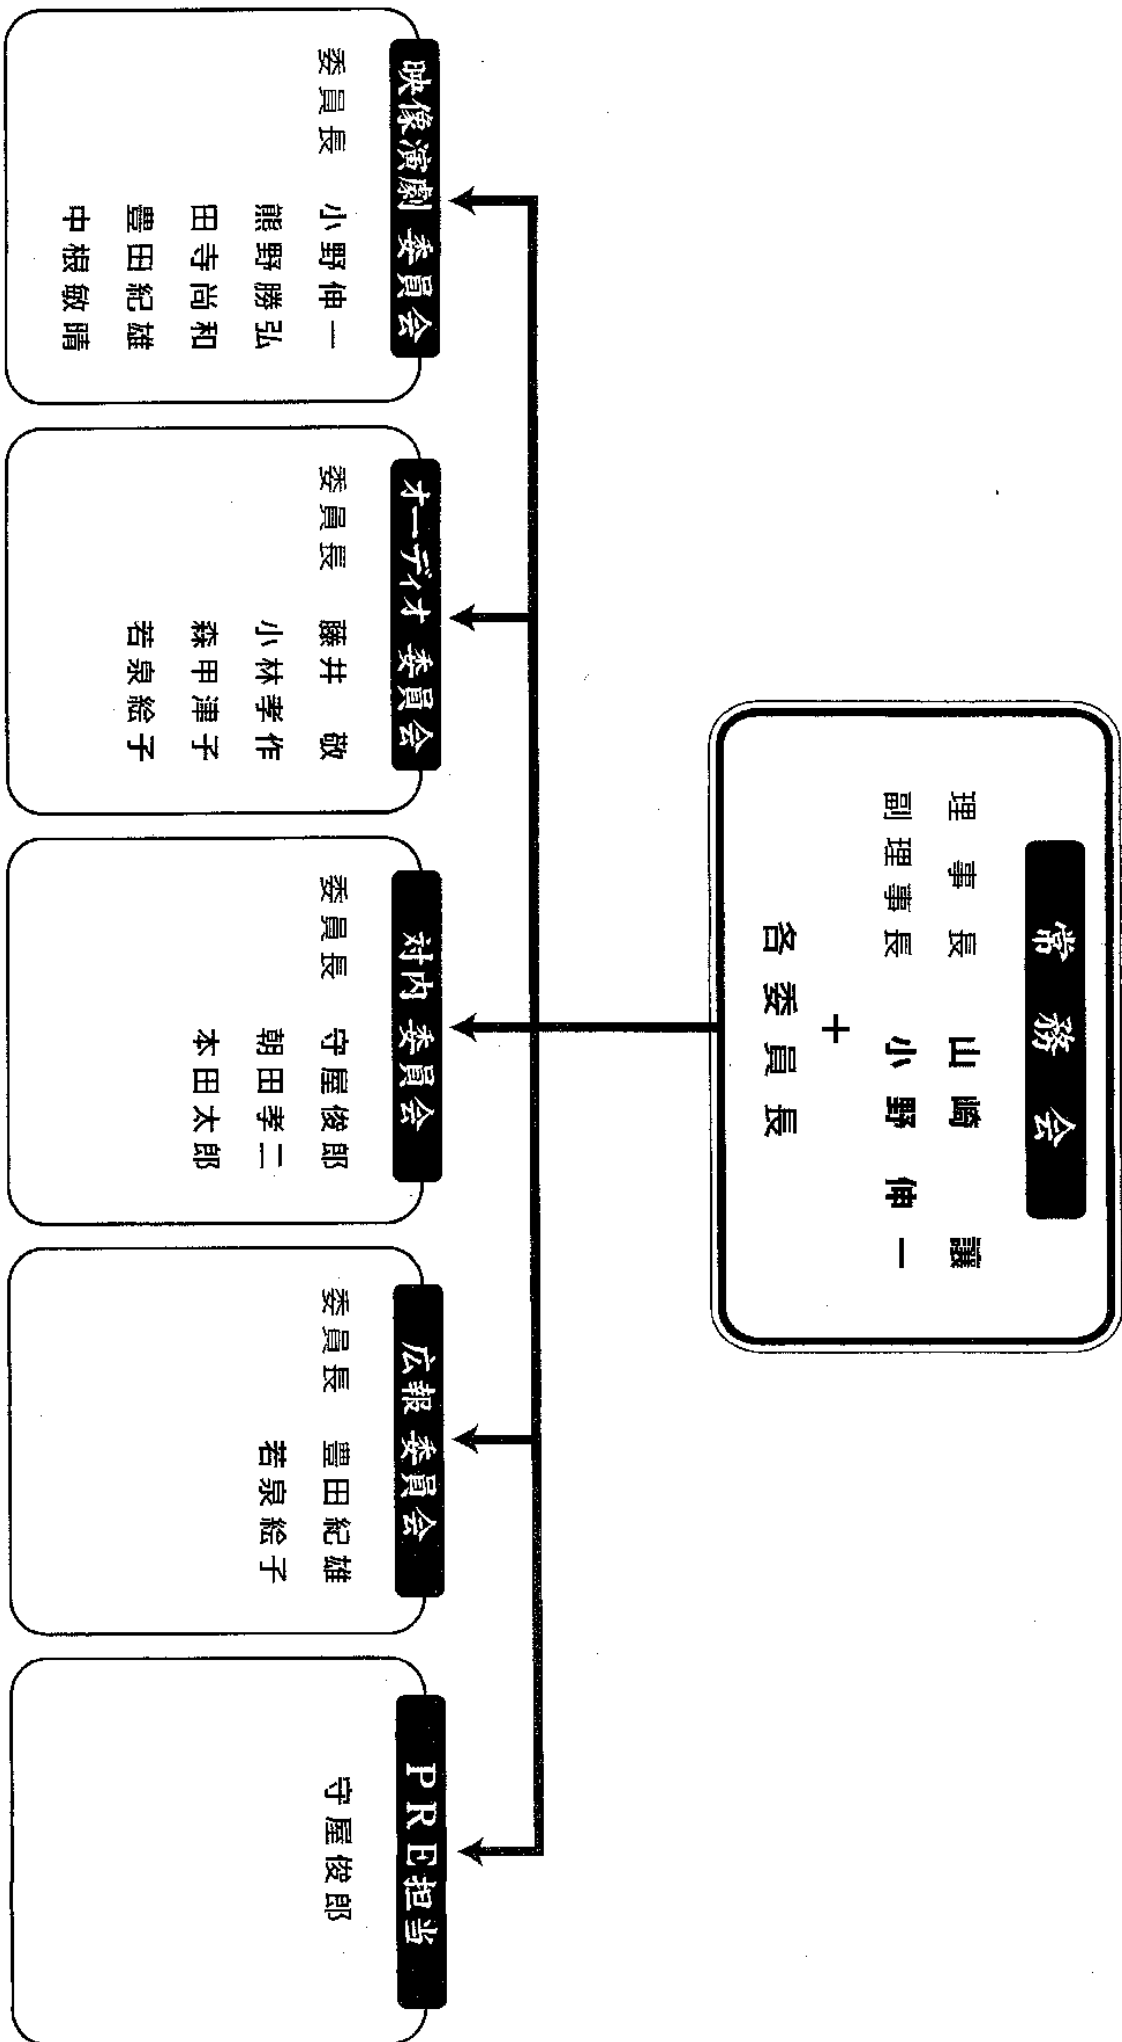 常務会
理事長 山崎 讓
副理事長 小野伸一
＋
各委員長
映像演劇 委員会
委員長 小野伸一
熊野勝弘
田寺尚和
豊田紀雄
中根敏晴
オーディオ 委員会
委員長 藤井 敬
小林孝作
森田津子
若泉絵子
対内 委員会
委員長 守屋俊郎
朝田孝二
本田太郎
広報 委員会
委員長 豊田紀雄
若泉絵子
PRE担当
守屋俊郎